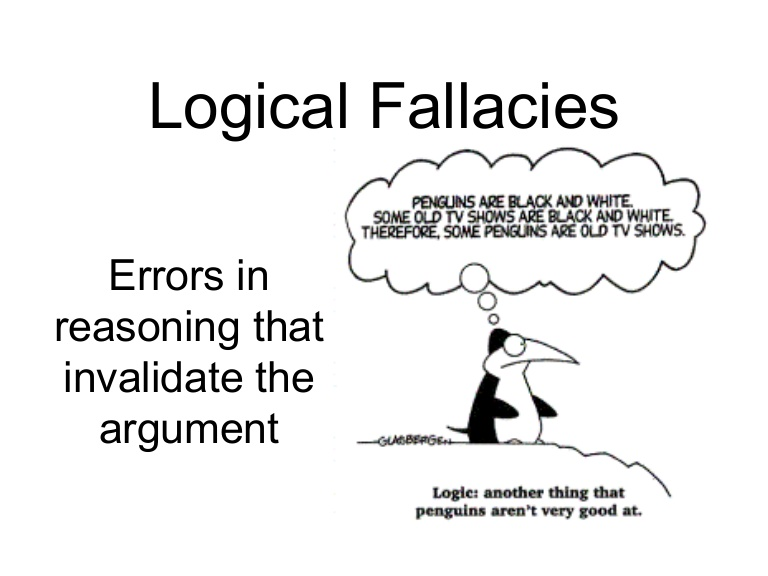 Logical Fallacies
PENGUINS ARE BLACK AND WHITE.
SOME OLD TV SHOWS ARE BLACK AND WHITE.
THEREFORE, SOME PENGUINS ARE OLD TV SHOWS.
Errors in
reasoning that
invalidate the
argument
GLASBERGEN
Logic: another thing that
penguins aren't very good at.